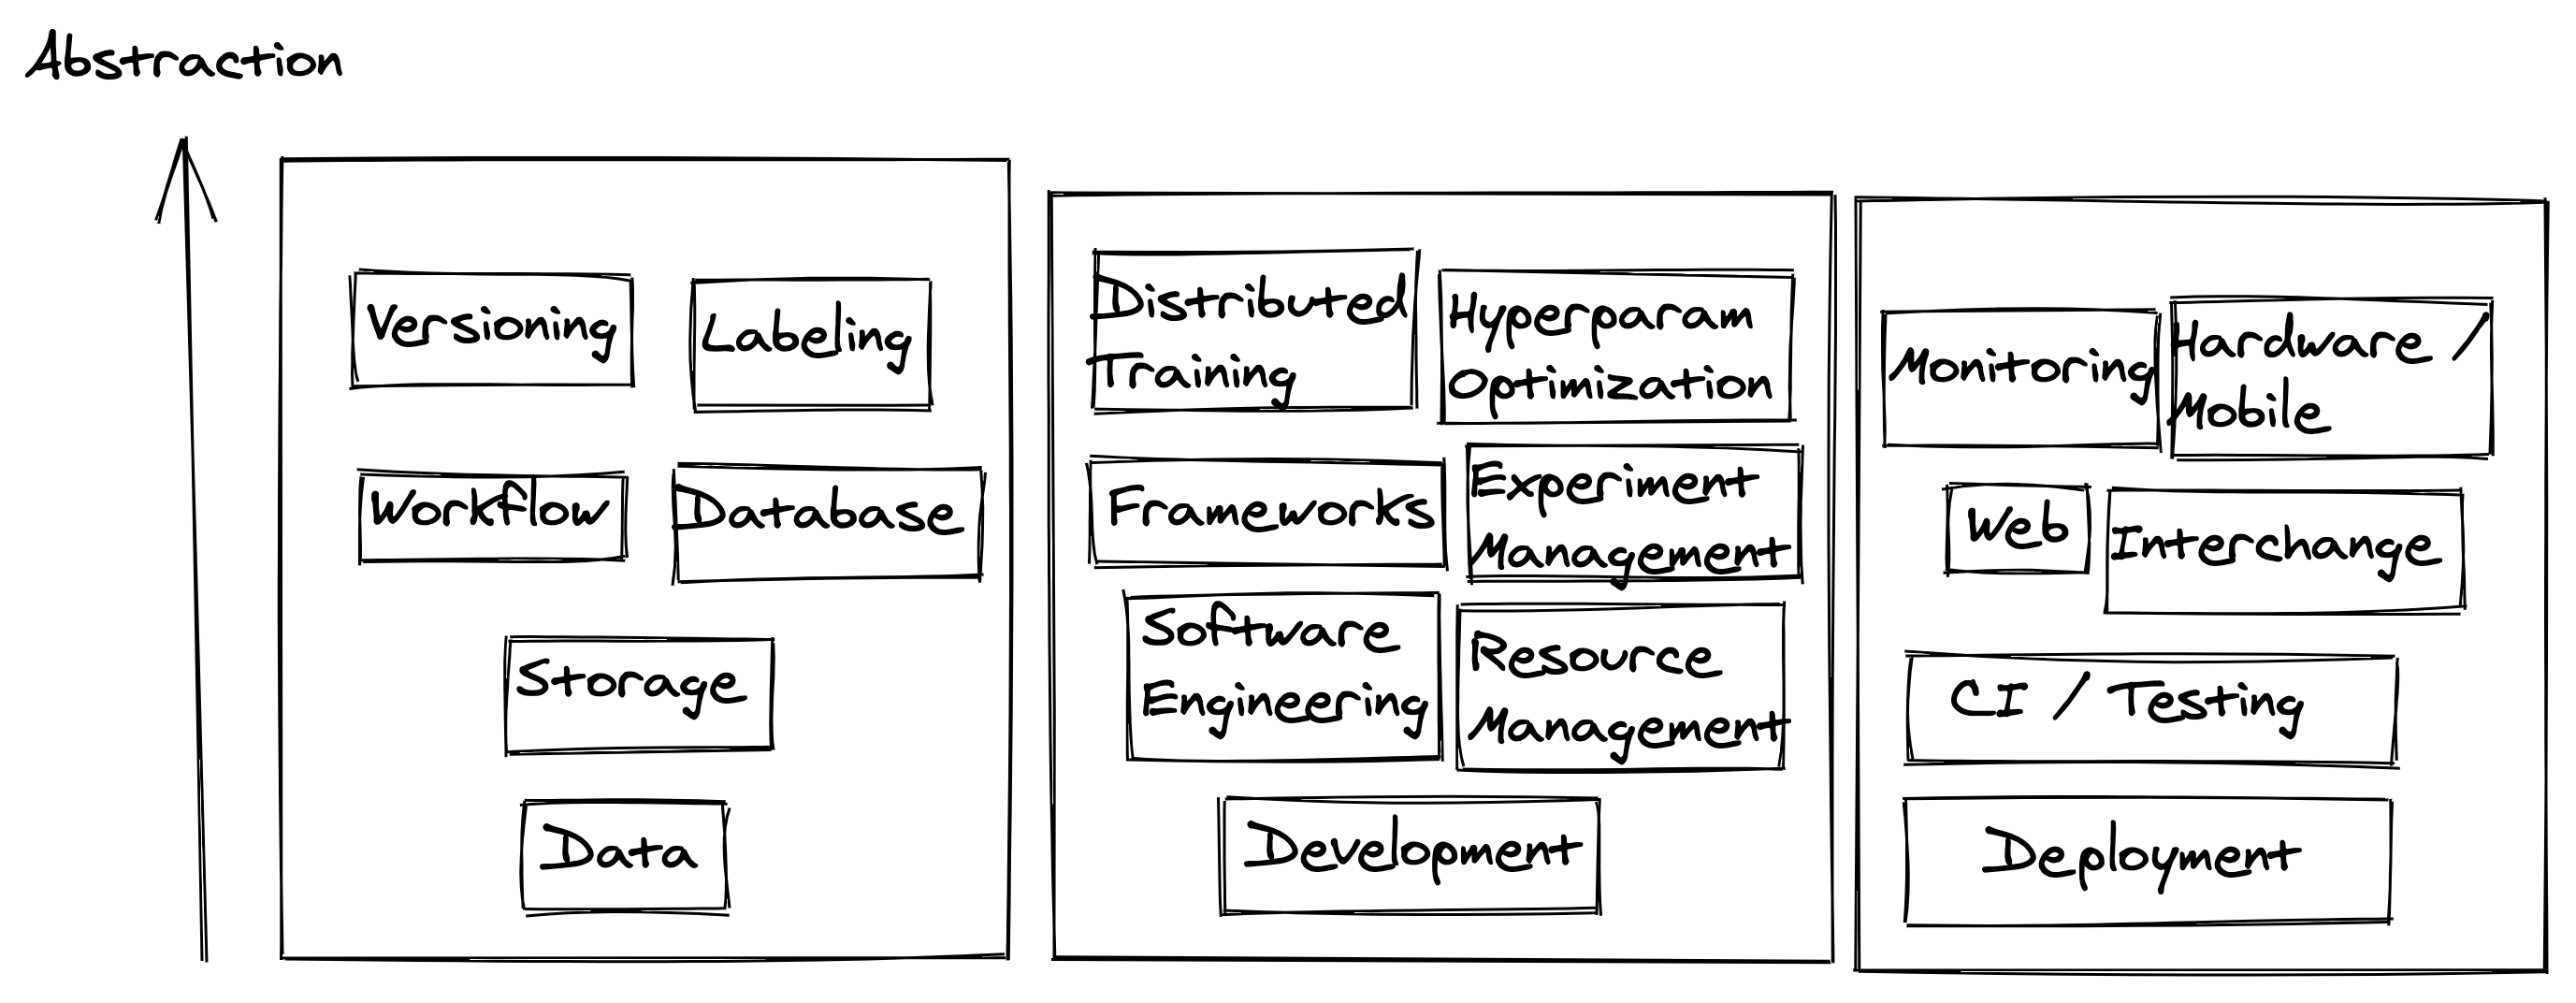 Abstraction
Versioning
Labeling
Workflow
Database
Storage
Data
Distributed
Training
Hyperparam
Optimization
Frameworks
Experiment
Management
Software
Engineering
Resource
Management
Development
Monitoring
Hardware /
Mobile
Web
Interchange
CI / Testing
Deployment